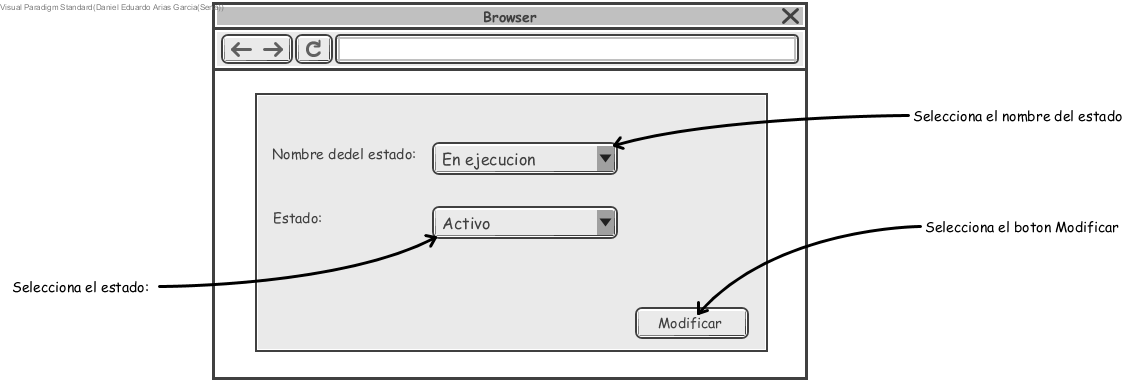 Visual Paradigm Standard(Daniel Eduardo Arias Garcia(Sena))
Browser
Selecciona el nombre del estado
Nombre dedel estado:
En ejecucion
Estado:
Activo
Selecciona el boton Modificar
Selecciona el estado:
Modificar